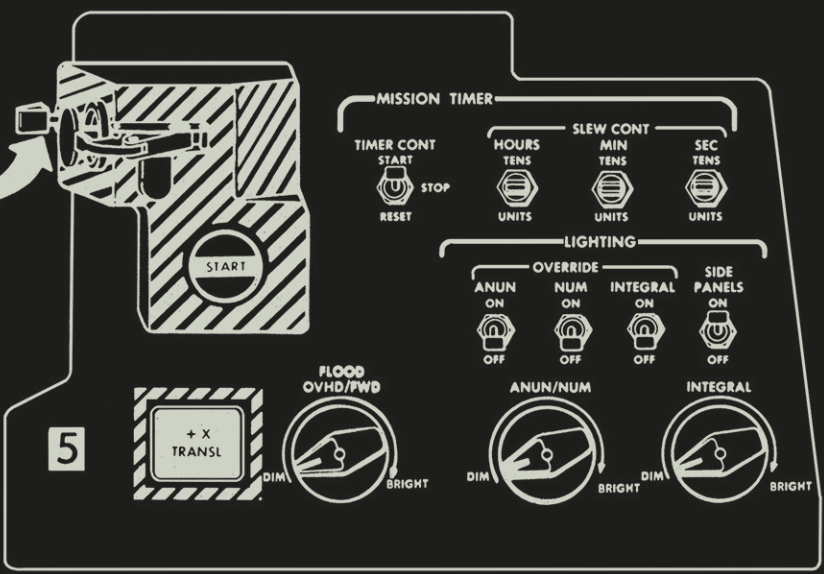 MISSION TIMER
SLEW CONT
TIMER CONT
START
STOP
RESET
HOURS
TENS
UNITS
MIN
TENS
UNITS
SEC
TENS
UNITS
START
LIGHTING
OVERRIDE
ANUN
ON
OFF
NUM
ON
OFF
INTEGRAL
ON
OFF
SIDE
PANELS
ON
OFF
5
+ X
TRANSL
FLOOD
OVHD/FWD
DIM
BRIGHT
ANUN/NUM
DIM
BRIGHT
INTEGRAL
DIM
BRIGHT